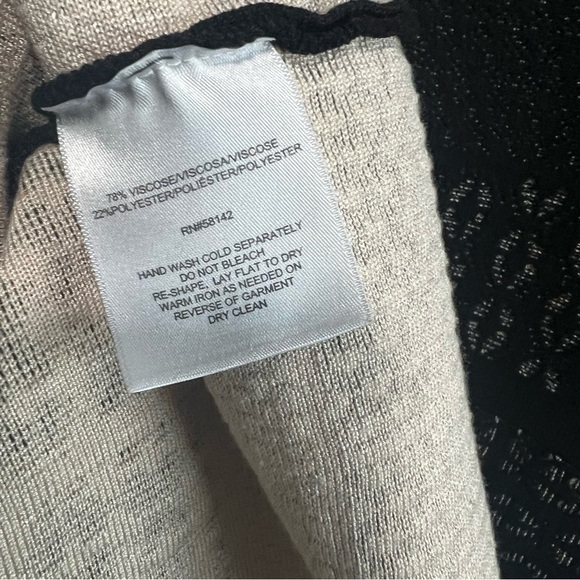 78% VISCOSE/VISCOSA/VISCOSE
22%POLYESTER/POLIÉSTER/POLYESTER
RN#58142
HAND WASH COLD SEPARATELY
DO NOT BLEACH
RE-SHAPE, LAY FLAT TO DRY
WARM IRON AS NEEDED ON
REVERSE OF GARMENT
DRY CLEAN